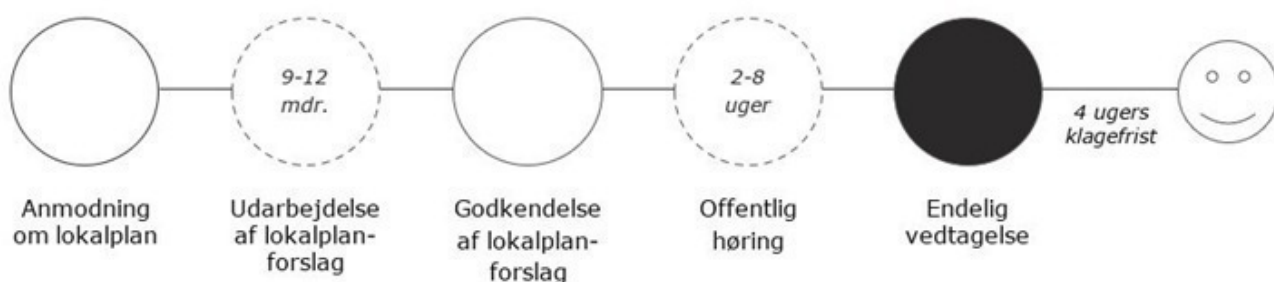 9-12
mdr.
2-8
uger
4 ugers
klagefrist
Anmodning
om lokalplan
Udarbejdelse
af lokalplan-
forslag
Godkendelse
af lokalplan-
forslag
Offentlig
høring
Endelig
vedtagelse